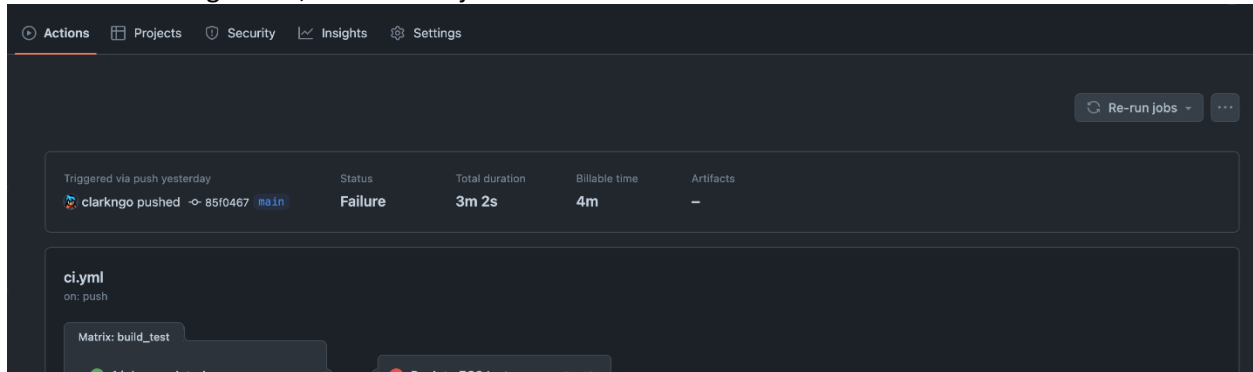 Actions Projects Security Insights Settings
Re-run jobs
Triggered via push yesterday Status Total duration Billable time Artifacts
clarkngo pushed 85f0467 main Failure 3m 2s 4m –
ci.yml
on: push
Matrix: build_test